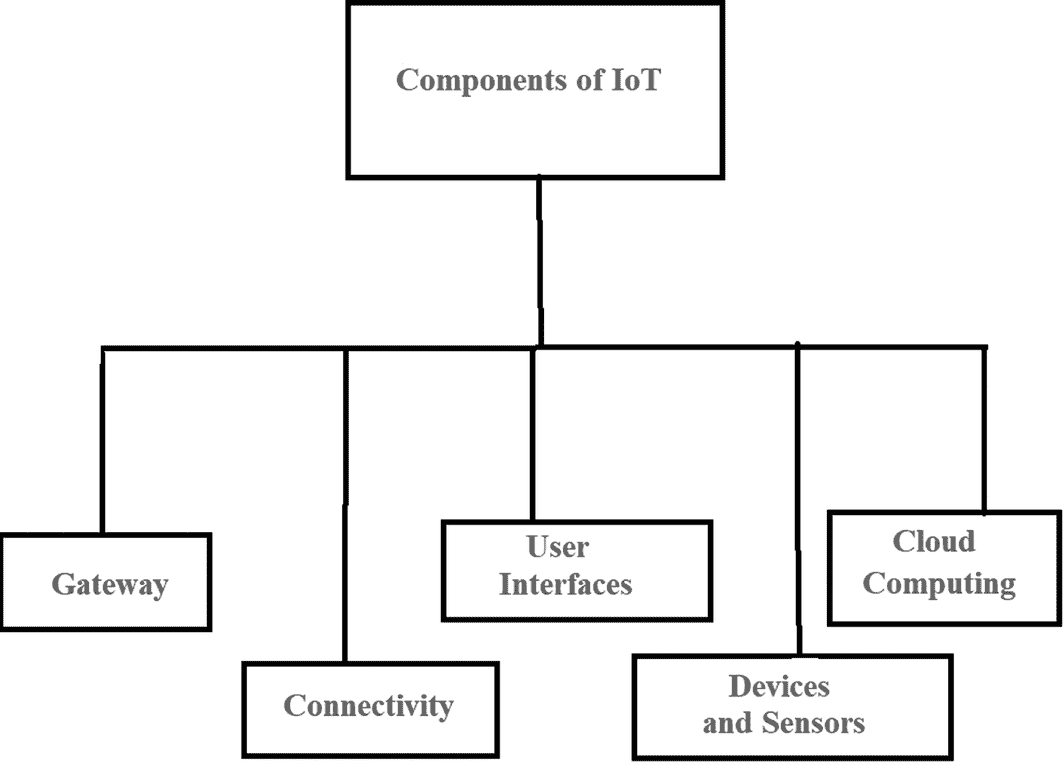 Components of IoT
Gateway
Connectivity
User
Interfaces
Devices
and Sensors
Cloud
Computing